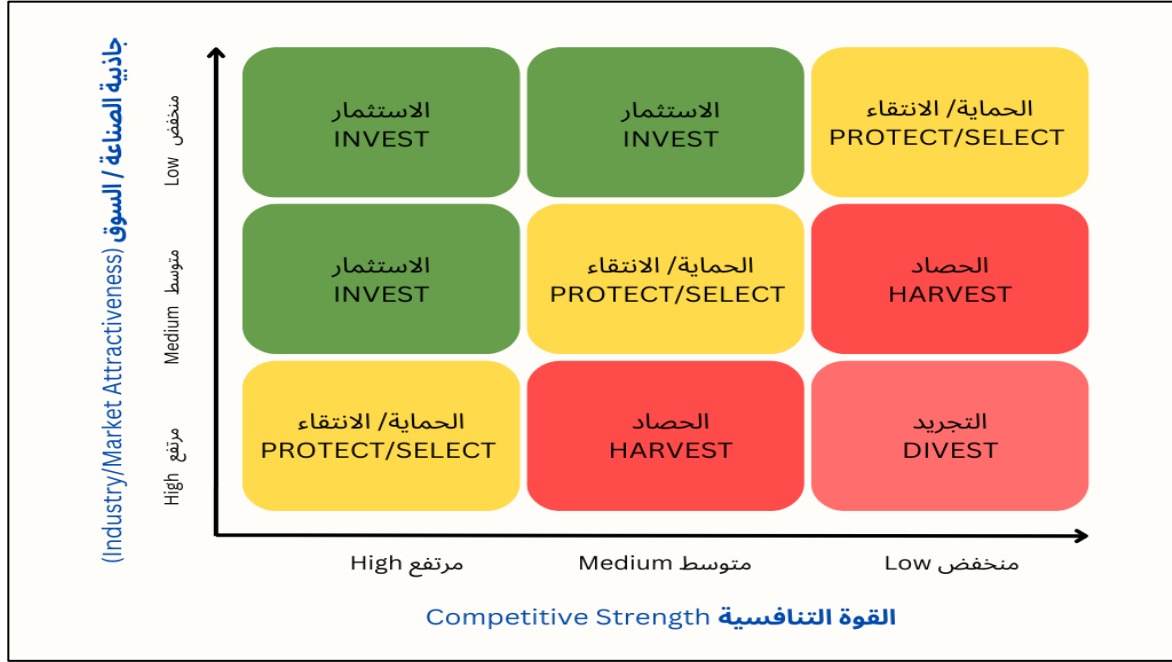 جاذبية الصناعة / السوق (Industry/Market Attractiveness)
منخفض Low
الاستثمار
INVEST
الاستثمار
INVEST
الحماية/ الانتقاء
PROTECT/SELECT
متوسط Medium
الاستثمار
INVEST
الحماية/ الانتقاء
PROTECT/SELECT
الحصاد
HARVEST
مرتفع High
الحماية/ الانتقاء
PROTECT/SELECT
الحصاد
HARVEST
التجريد
DIVEST
مرتفع High
متوسط Medium
منخفض Low
القوة التنافسية Competitive Strength